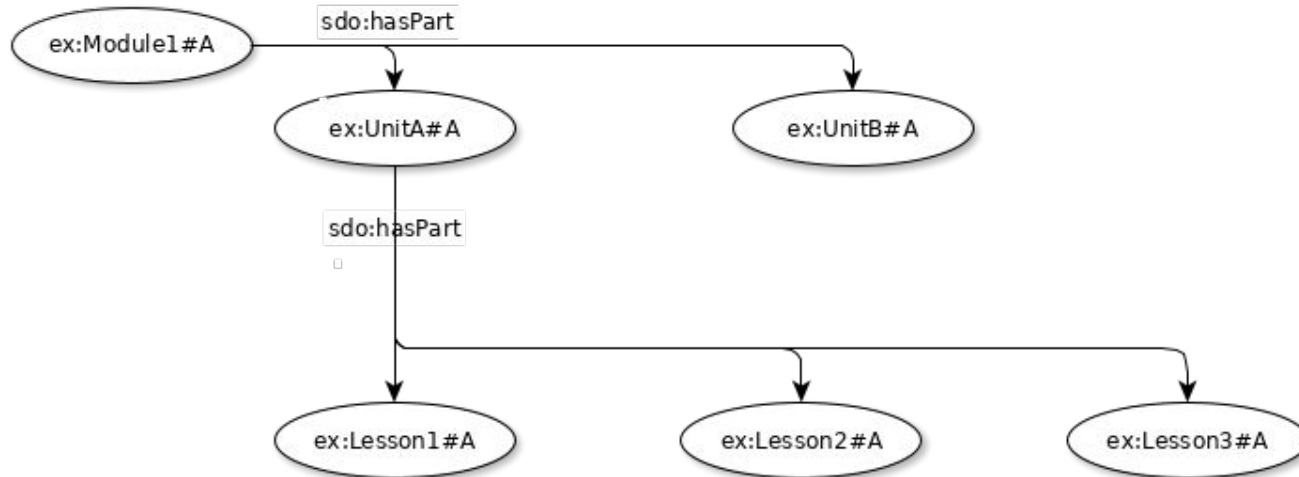 sdo:hasPart
ex:Module1#A
ex:UnitA#A
ex:UnitB#A
sdo:hasPart
ex:Lesson1#A
ex:Lesson2#A
ex:Lesson3#A